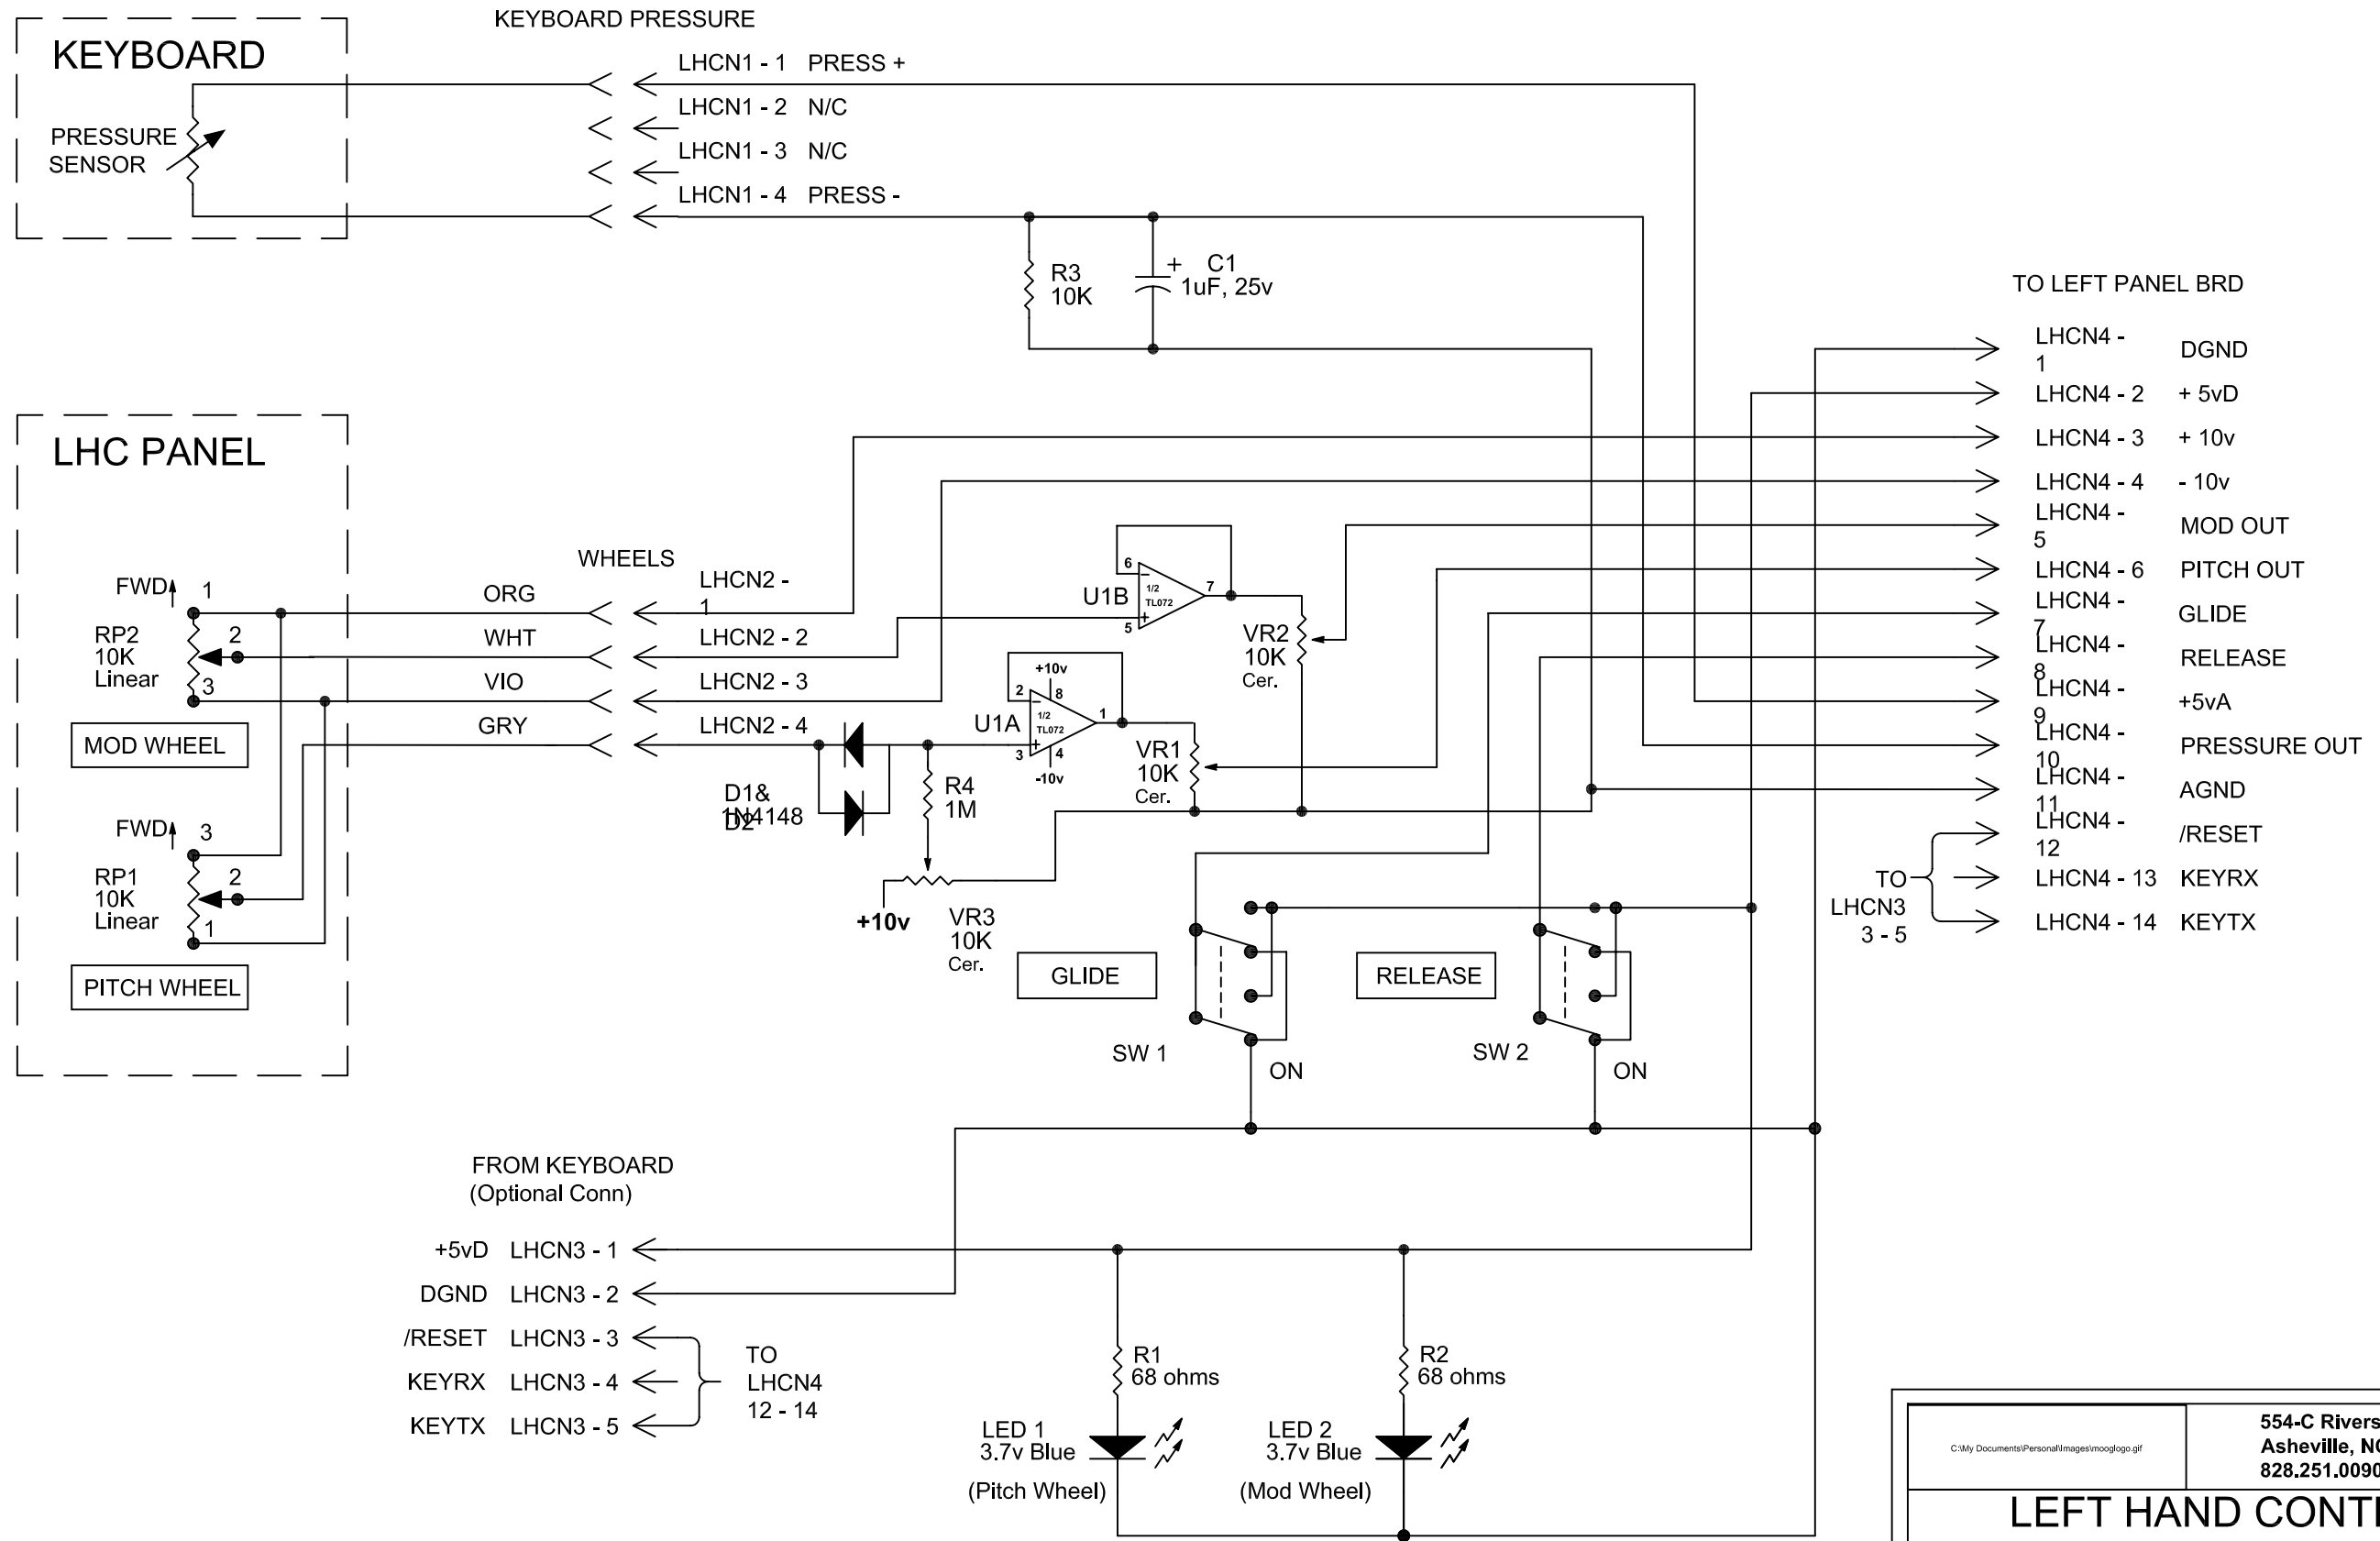 KEYBOARD PRESSURE
KEYBOARD
PRESSURE
SENSOR
LHCN1 - 1 PRESS +
LHCN1 - 2 N/C
LHCN1 - 3 N/C
LHCN1 - 4 PRESS -
R3
10K
+ C1
1uF, 25v
TO LEFT PANEL BRD
LHCN4 -
1
DGND
LHCN4 - 2 + 5vD
LHCN4 - 3 + 10v
LHCN4 - 4 - 10v
LHCN4 -
5
MOD OUT
LHCN4 - 6 PITCH OUT
LHCN4 -
7
GLIDE
LHCN4 -
8
RELEASE
LHCN4 -
9
+5vA
LHCN4 -
10
PRESSURE OUT
LHCN4 -
11
AGND
LHCN4 -
12
/RESET
LHCN4 - 13 KEYRX
LHCN4 - 14 KEYTX
TO
LHCN3
3 - 5
LHC PANEL
FWD
1
RP2
10K
Linear
2
3
MOD WHEEL
FWD
3
RP1
10K
Linear
2
1
PITCH WHEEL
WHEELS
ORG
WHT
VIO
GRY
LHCN2 -
1
LHCN2 - 2
LHCN2 - 3
LHCN2 - 4
D1&
D2
1N4148
R4
1M
U1B
6
−
1/2
TL072
7
+
5
U1A
+10v
2
8
−
1/2
TL072
1
+
3
4
-10v
VR2
10K
Cer.
VR1
10K
Cer.
+10v
VR3
10K
Cer.
GLIDE
SW 1
ON
RELEASE
SW 2
ON
FROM KEYBOARD
(Optional Conn)
+5vD LHCN3 - 1
DGND LHCN3 - 2
/RESET LHCN3 - 3
KEYRX LHCN3 - 4
KEYTX LHCN3 - 5
TO
LHCN4
12 - 14
R1
68 ohms
R2
68 ohms
LED 1
3.7v Blue
(Pitch Wheel)
LED 2
3.7v Blue
(Mod Wheel)
C:\My Documents\Personal\Images\mooglogo.gif
554-C Rivers
Asheville, NC
828.251.0090
LEFT HAND CONT